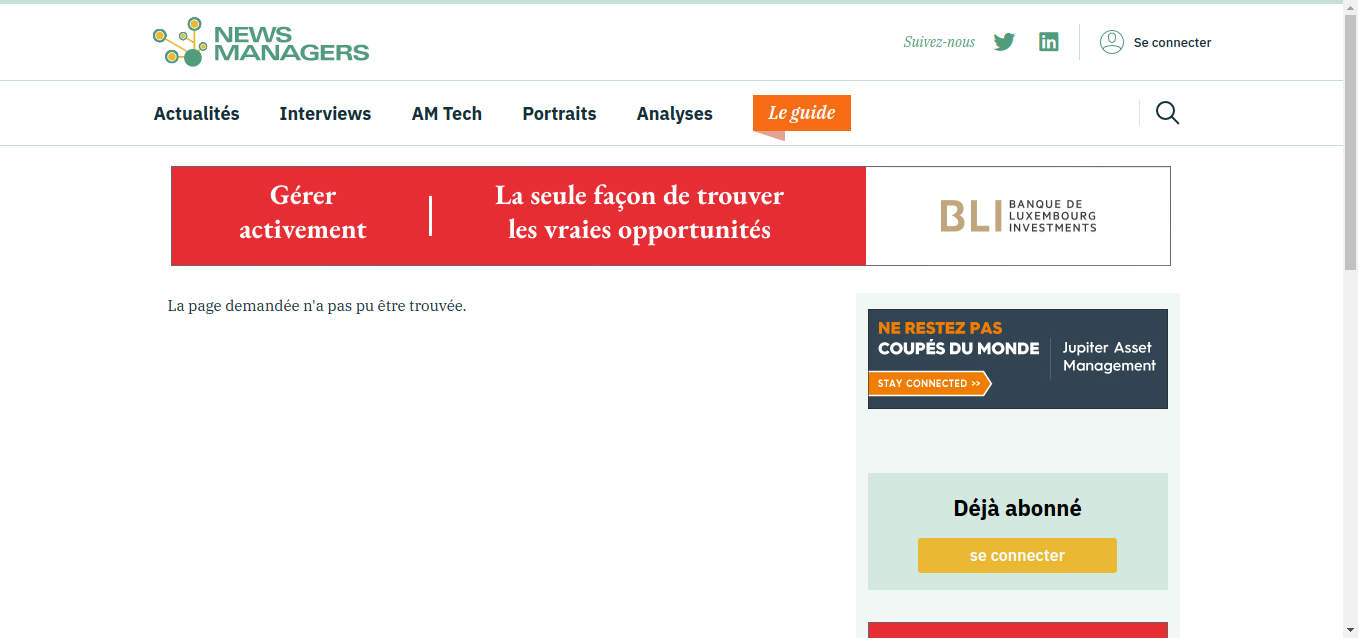 NEWS
MANAGERS
Suivez-nous
Se connecter
Actualités
Interviews
AM Tech
Portraits
Analyses
Le guide
Gérer
activement
La seule façon de trouver
les vraies opportunités
BLI
BANQUE DE
LUXEMBOURG
INVESTMENTS
La page demandée n'a pas pu être trouvée.
NE RESTEZ PAS
COUPÉS DU MONDE
STAY CONNECTED >>
Jupiter Asset
Management
Déjà abonné
se connecter